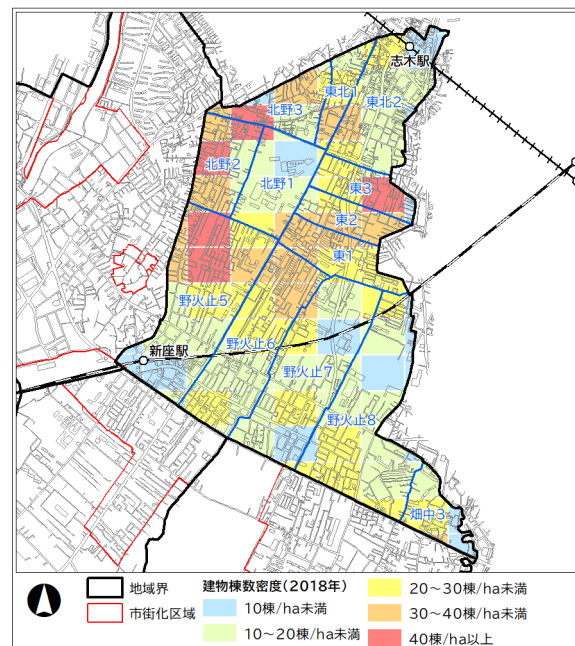 志木駅
東北1
東北2
北野3
北野2
北野1
東3
東2
東1
野火止5
野火止6
新座駅
野火止7
野火止8
畑中3
地域界
市街化区域
建物棟数密度(2018年)
10棟/ha未満
10～20棟/ha未満
20～30棟/ha未満
30～40棟/ha未満
40棟/ha以上